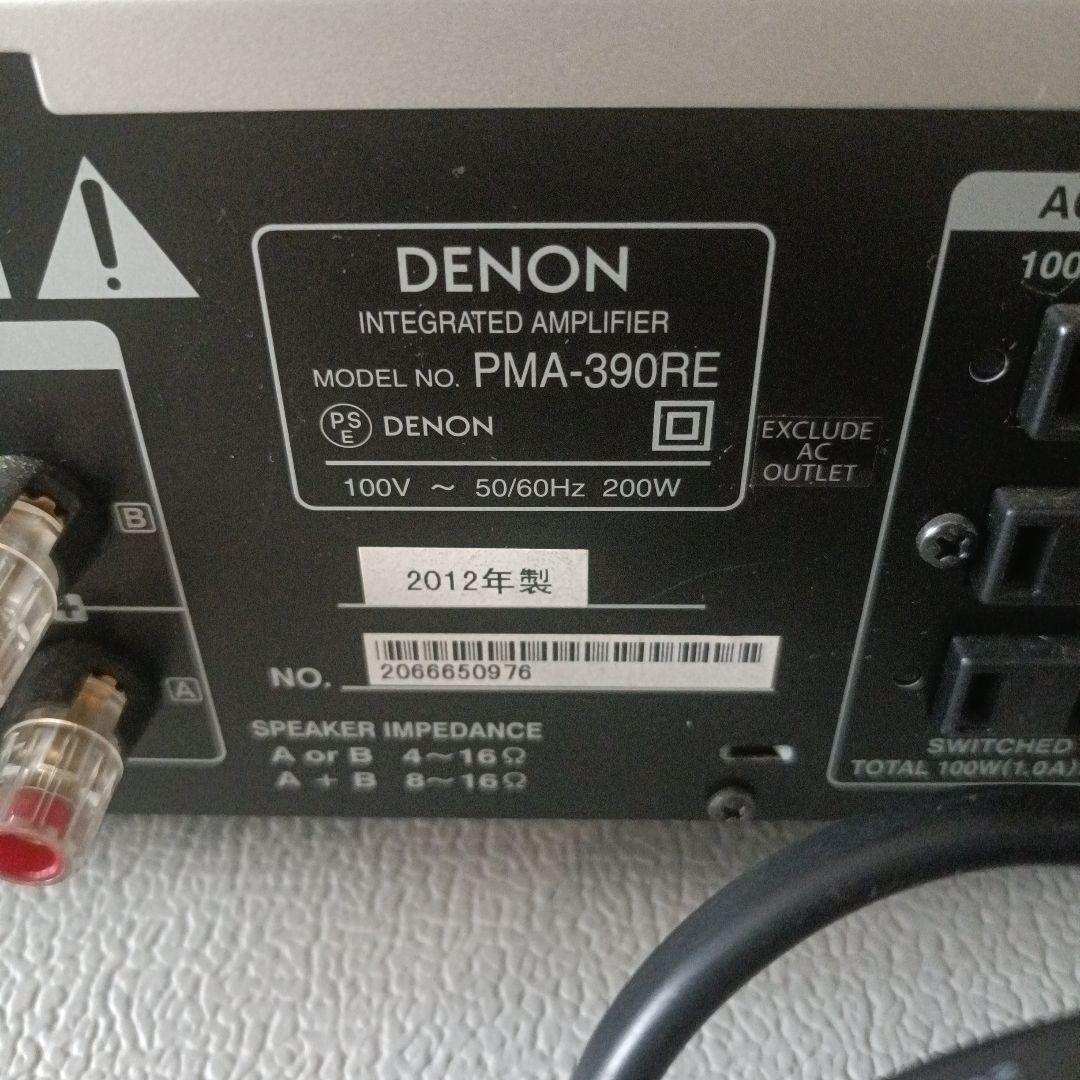 DENON
INTEGRATED AMPLIFIER
MODEL NO. PMA-390RE
PS
E
DENON
100V ~ 50/60Hz 200W
EXCLUDE
AC
OUTLET
100
B
2012年製
NO. 2066650976
A
SPEAKER IMPEDANCE
A or B 4~16Ω
A + B 8~16Ω
SWITCHED
TOTAL 100W(1.0A)